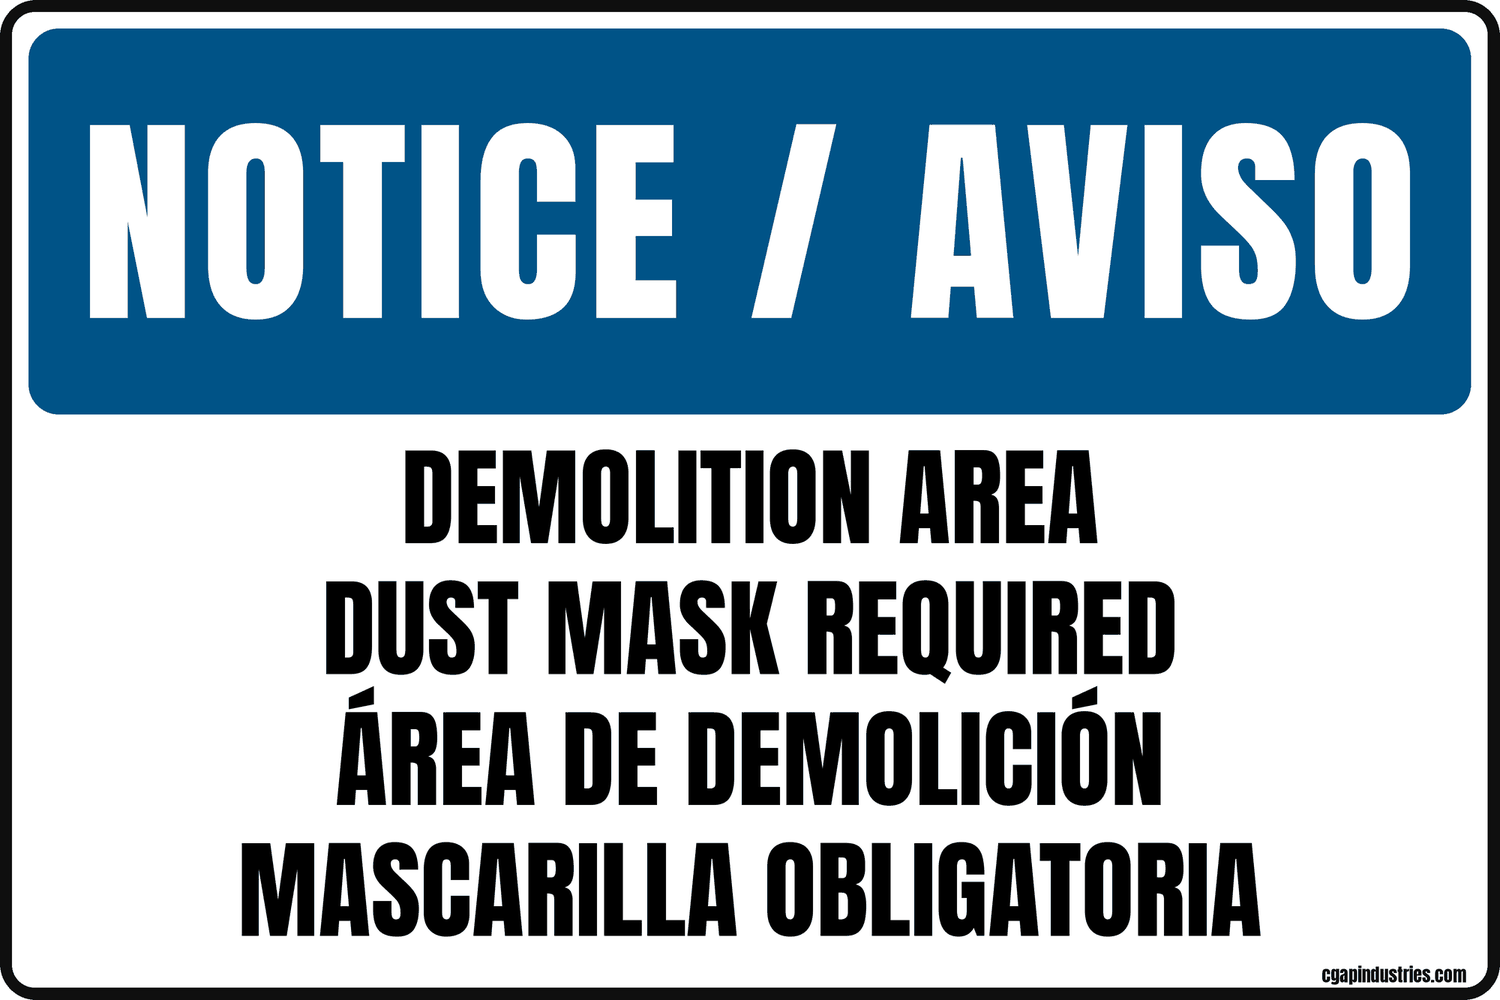 NOTICE / AVISO
DEMOLITION AREA
DUST MASK REQUIRED
ÁREA DE DEMOLICIÓN
MASCARILLA OBLIGATORIA
cgapindustries.com